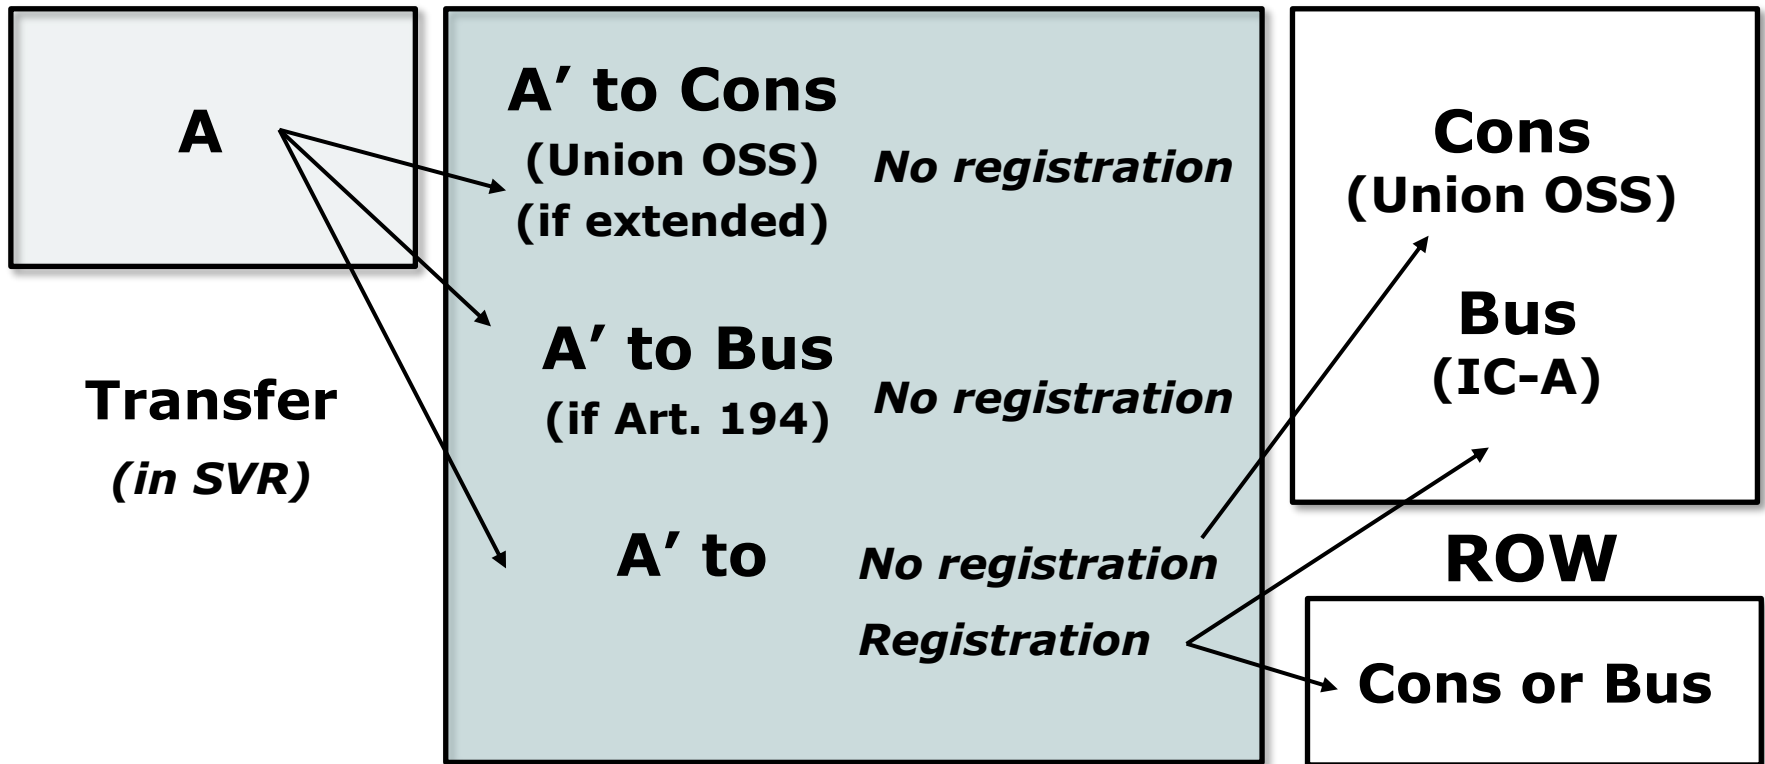 A
Transfer
(in SVR)
A’ to Cons
(Union OSS)
(if extended)
No registration
A’ to Bus
(if Art. 194)
No registration
A’ to
No registration
Registration
Cons
(Union OSS)
Bus
(IC-A)
ROW
Cons or Bus